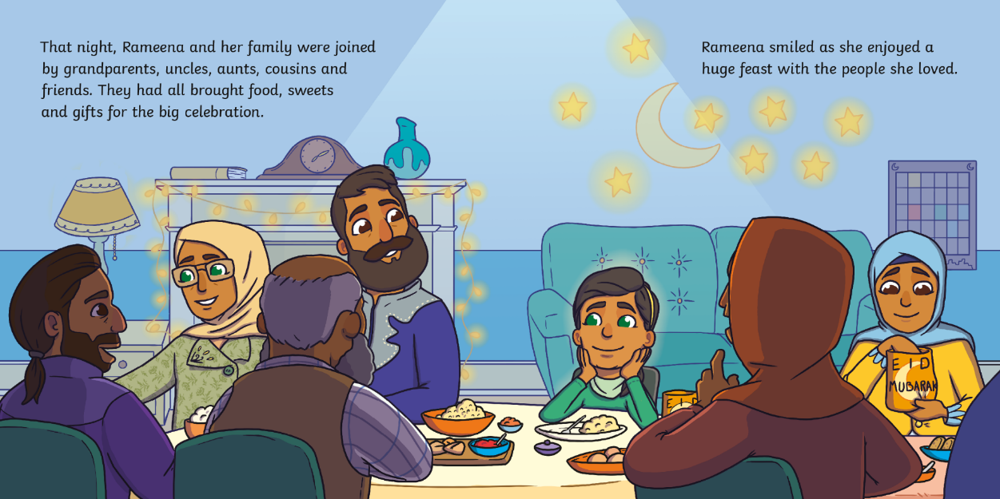 That night, Rameena and her family were joined
by grandparents, uncles, aunts, cousins and
friends. They had all brought food, sweets
and gifts for the big celebration.
Rameena smiled as she enjoyed a
huge feast with the people she loved.
EID
EID
MUBARAK